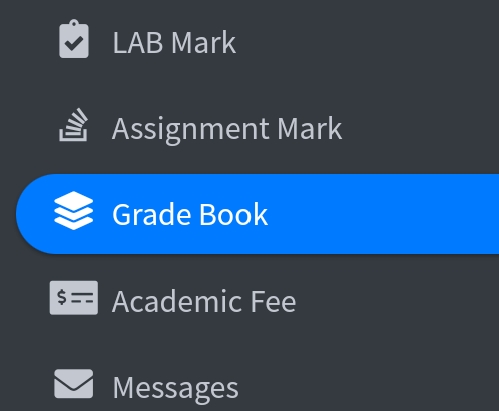 LAB Mark
Assignment Mark
Grade Book
$ Academic Fee
Messages